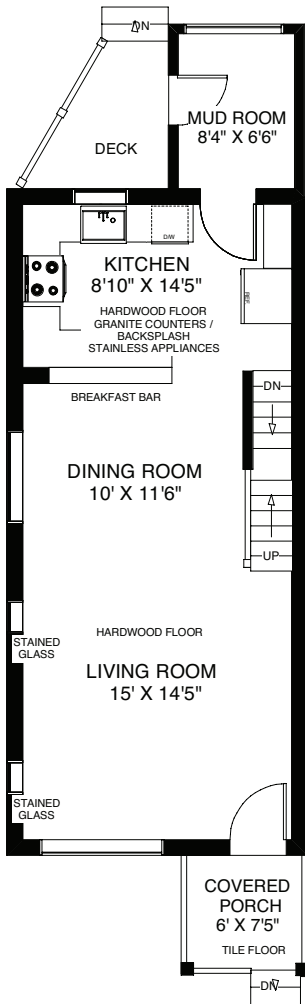 DN
MUD ROOM
8'4" X 6'6"
DECK
D/W
KITCHEN
8'10" X 14'5"
REF
HARDWOOD FLOOR
GRANITE COUNTERS /
BACKSPLASH
STAINLESS APPLIANCES
DN
BREAKFAST BAR
DINING ROOM
10' X 11'6"
UP
HARDWOOD FLOOR
STAINED
GLASS
LIVING ROOM
15' X 14'5"
STAINED
GLASS
COVERED
PORCH
6' X 7'5"
TILE FLOOR
DN